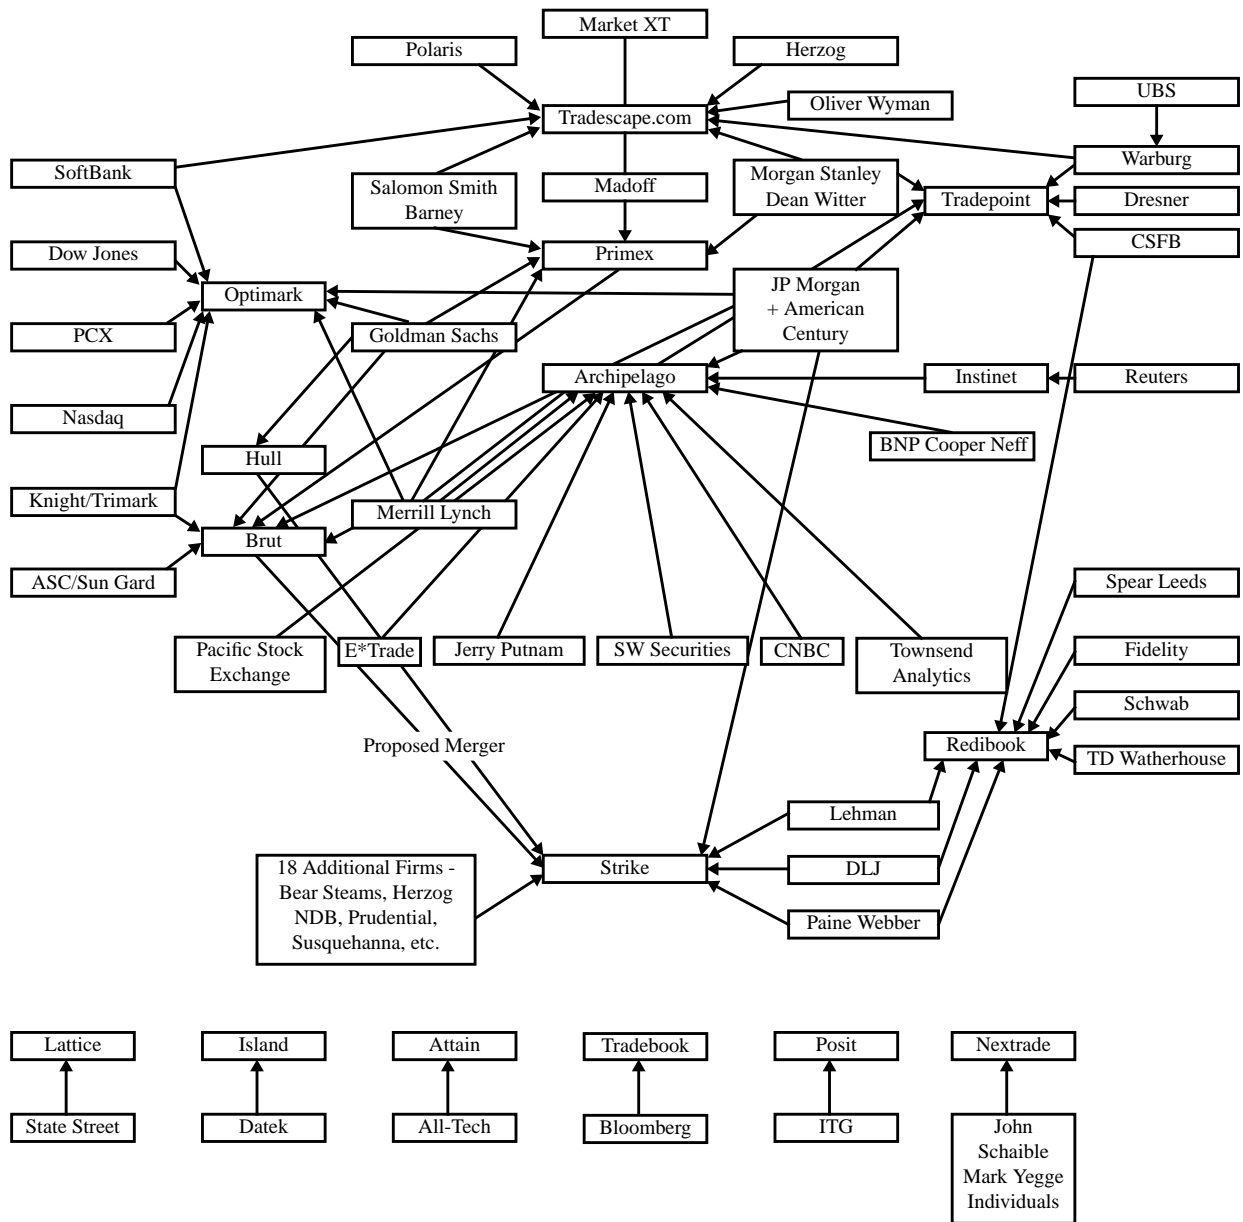 Market XT
Polaris
Herzog
UBS
Oliver Wyman
Tradescape.com
SoftBank
Salomon Smith
Barney
Madoff
Morgan Stanley
Dean Witter
Warburg
Tradepoint
Dresner
Dow Jones
Primex
CSFB
Optimark
JP Morgan
+ American
Century
PCX
Goldman Sachs
Archipelago
Instinet
Reuters
Nasdaq
Hull
BNP Cooper Neff
Knight/Trimark
Merrill Lynch
Brut
ASC/Sun Gard
Spear Leeds
Pacific Stock
Exchange
E*Trade
Jerry Putnam
SW Securities
CNBC
Townsend
Analytics
Fidelity
Schwab
Proposed Merger
Redibook
TD Watherhouse
Lehman
18 Additional Firms -
Bear Steams, Herzog
NDB, Prudential,
Susquehanna, etc.
Strike
DLJ
Paine Webber
Lattice
Island
Attain
Tradebook
Posit
Nextrade
State Street
Datek
All-Tech
Bloomberg
ITG
John
Schaible
Mark Yegge
Individuals